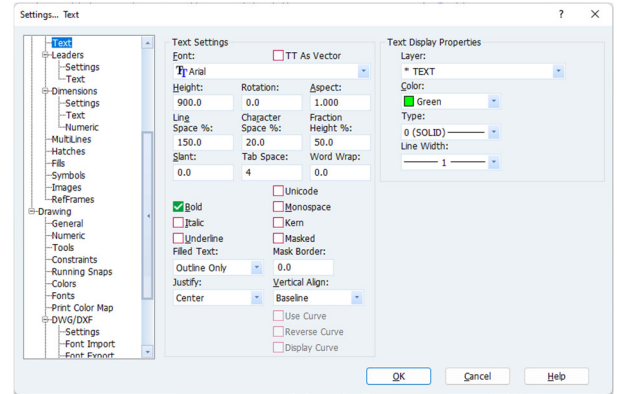 Settings... Text
? ×
Text
Leaders
Settings
Text
Dimensions
Settings
Text
Numeric
MultiLines
Hatches
Fills
Symbols
Images
RefFrames
Drawing
General
Numeric
Tools
Constraints
Running Snaps
Colors
Fonts
Print Color Map
DWG/DXF
Settings
Font Import
Font Export
Text Settings
Font: TT As Vector
Arial
Height: Rotation: Aspect:
900.0 0.0 1.000
Line Character Fraction
Space %: Space %: Height %:
150.0 20.0 50.0
Slant: Tab Space: Word Wrap:
0.0 4 0.0
Unicode
Bold Monospace
Italic Kern
Underline Masked
Filled Text: Mask Border:
Outline Only 0.0
Justify: Vertical Align:
Center Baseline
Use Curve
Reverse Curve
Display Curve
Text Display Properties
Layer:
* TEXT
Color:
Green
Type:
0 (SOLID)
Line Width:
1
OK Cancel Help